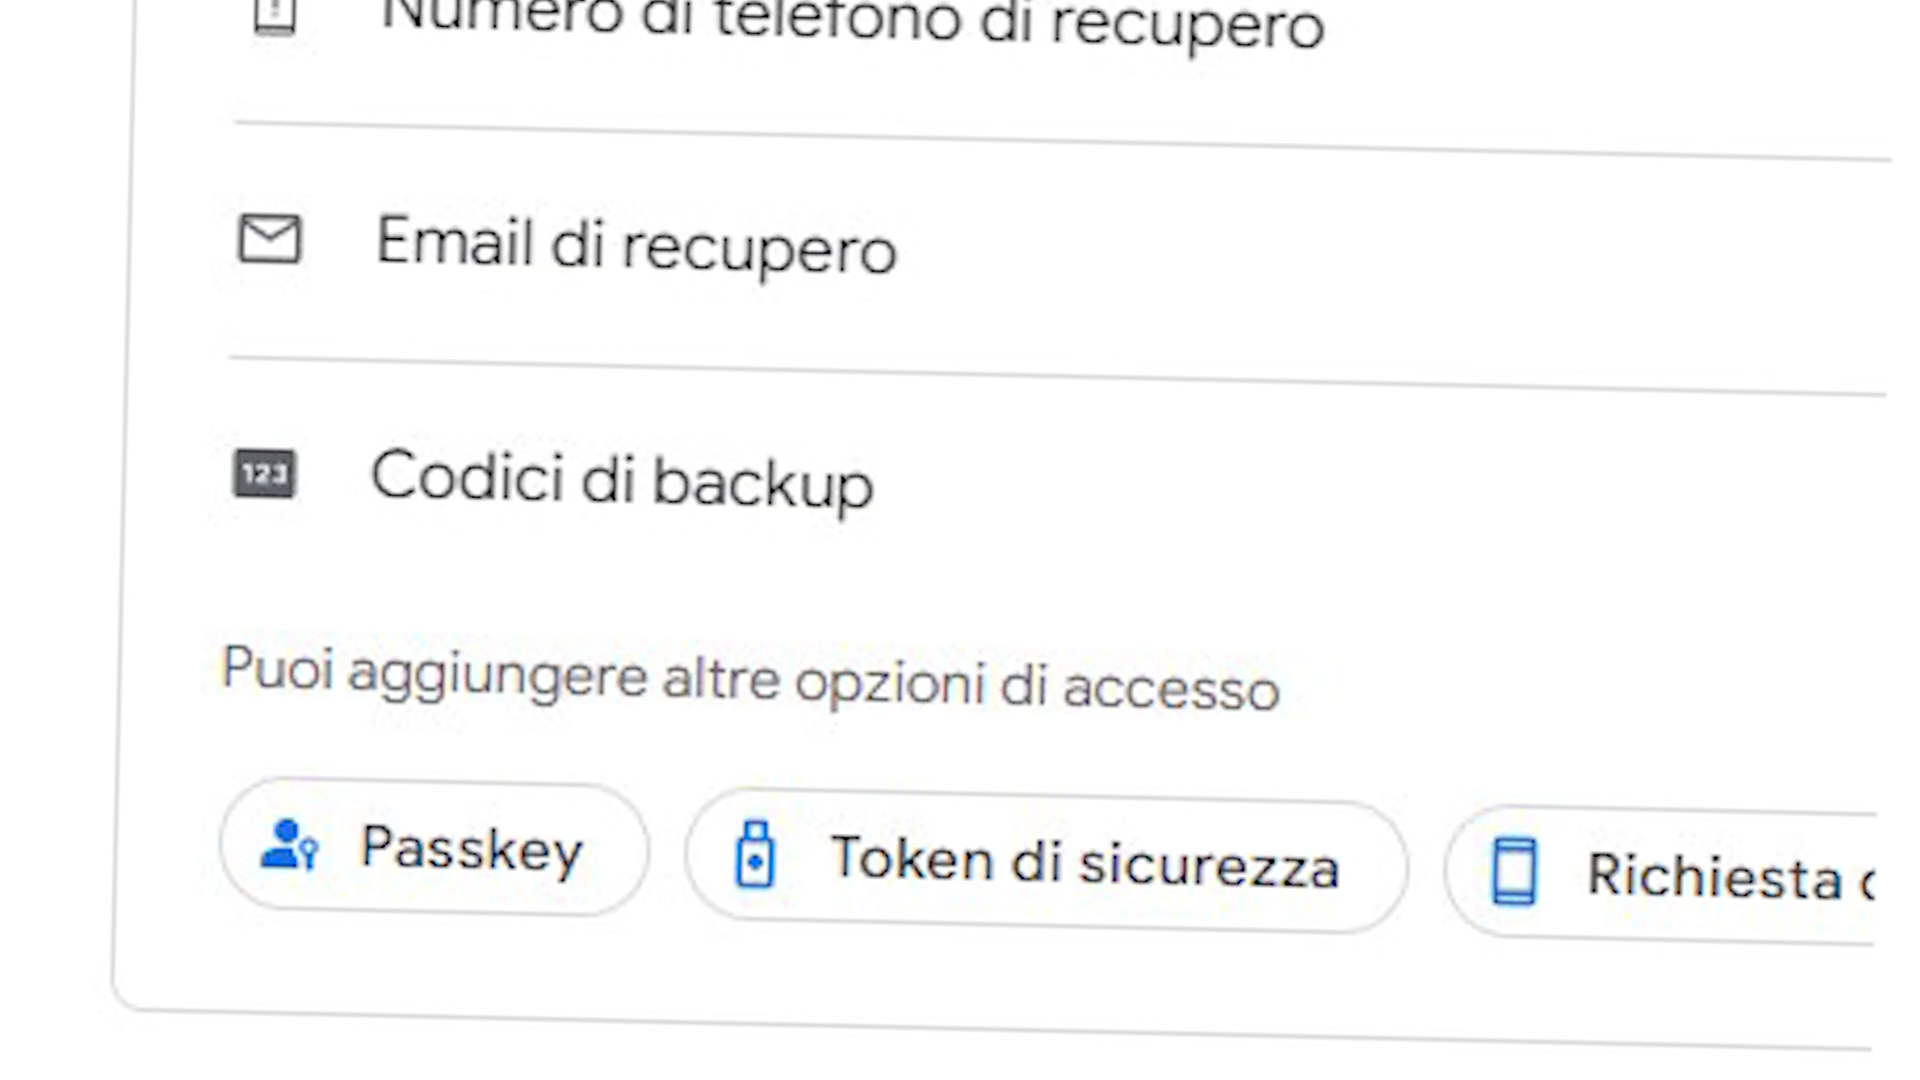 Numero di telefono di recupero
Email di recupero
123 Codici di backup
Puoi aggiungere altre opzioni di accesso
Passkey Token di sicurezza Richiesta